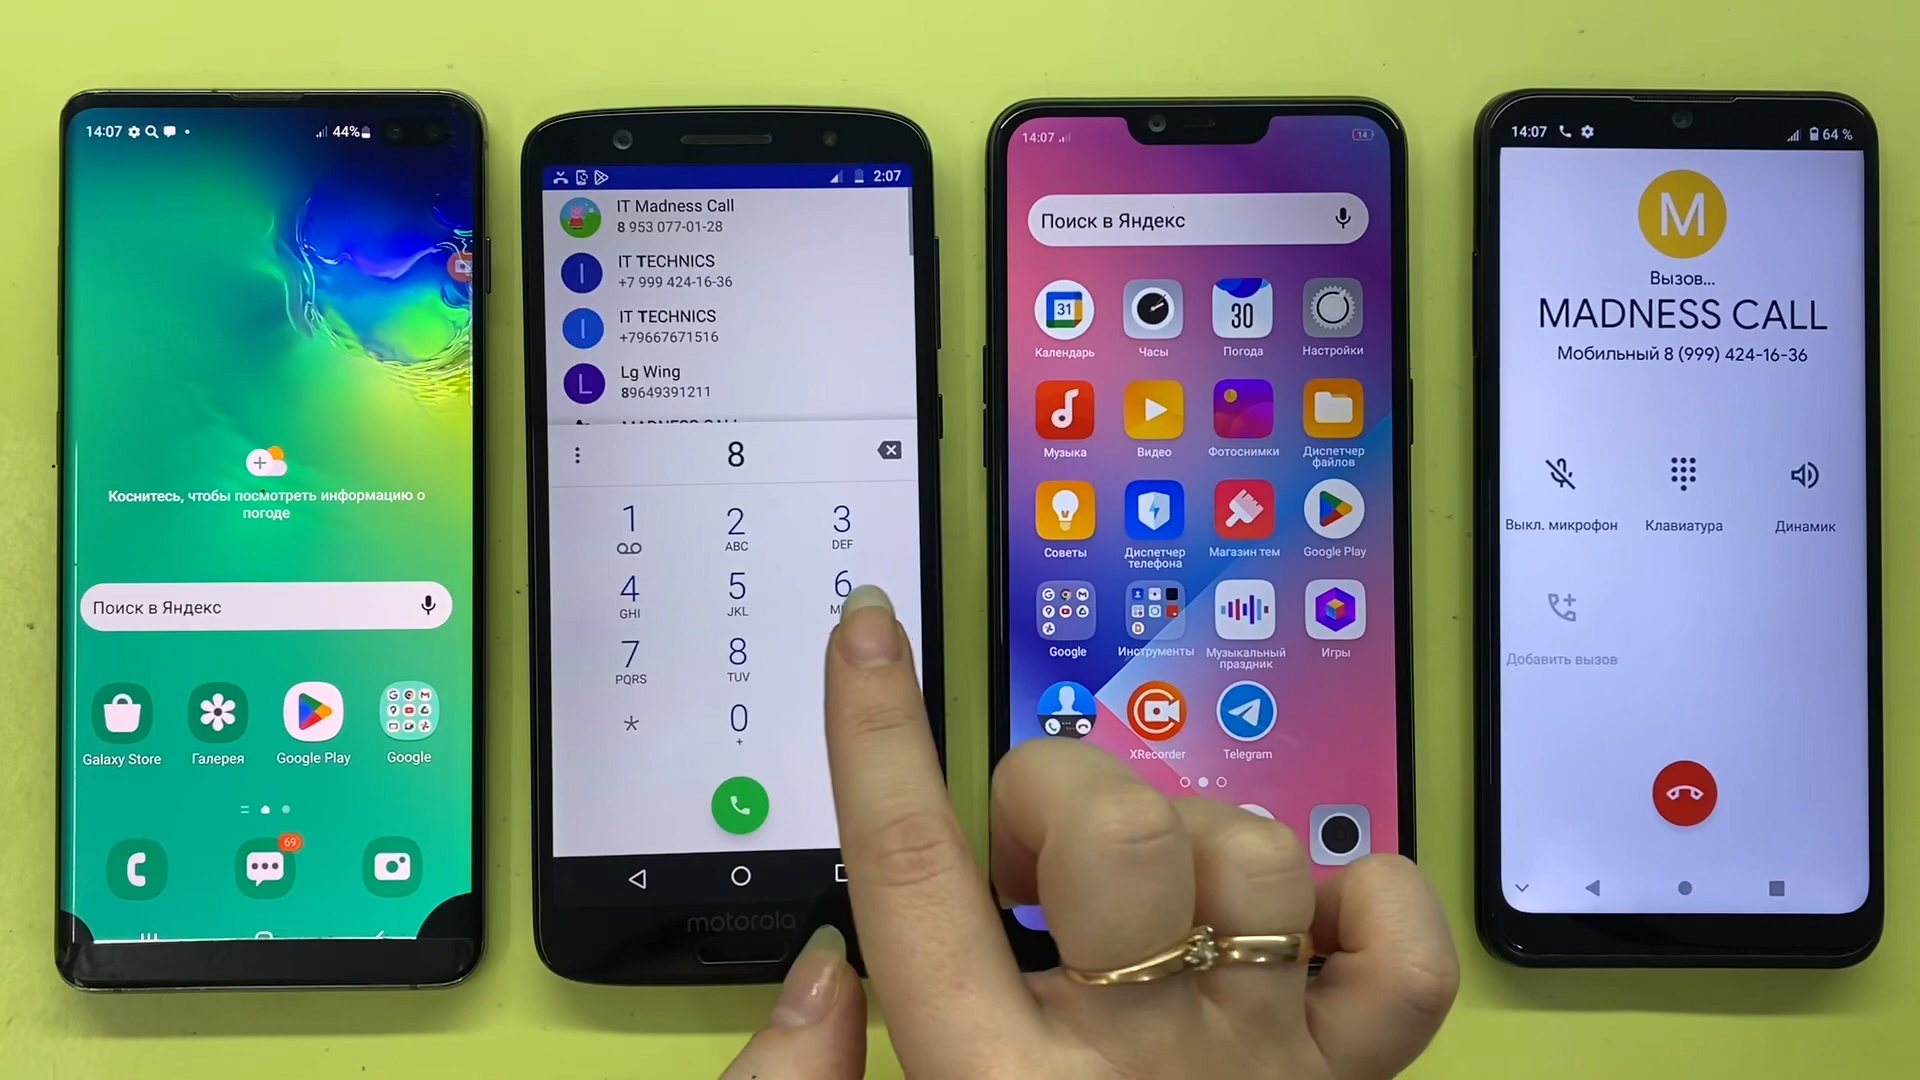 14:07
44%
Коснитесь, чтобы посмотреть информацию о
погоде
Поиск в Яндекс
Galaxy Store
Галерея
Google Play
Google
69
2:07
IT Madness Call
8 953 077-01-28
IT TECHNICS
+7 999 424-16-36
IT TECHNICS
+79667671516
L
Lg Wing
89649391211
8
1
2
ABC
3
DEF
4
GHI
5
JKL
6
7
PQRS
8
TUV
*
0
+
motorola
14:07
14
Поиск в Яндекс
31
30
Календарь
Часы
Погода
Настройки
Музыка
Видео
Фотоснимки
Диспетчер
файлов
Советы
Диспетчер
телефона
Магазин тем
Google Play
Google
Инструменты
Музыкальный
праздник
Игры
XRecorder
Telegram
14:07
64 %
M
Вызов...
MADNESS CALL
Мобильный 8 (999) 424-16-36
Выкл. микрофон
Клавиатура
Динамик
Добавить вызов